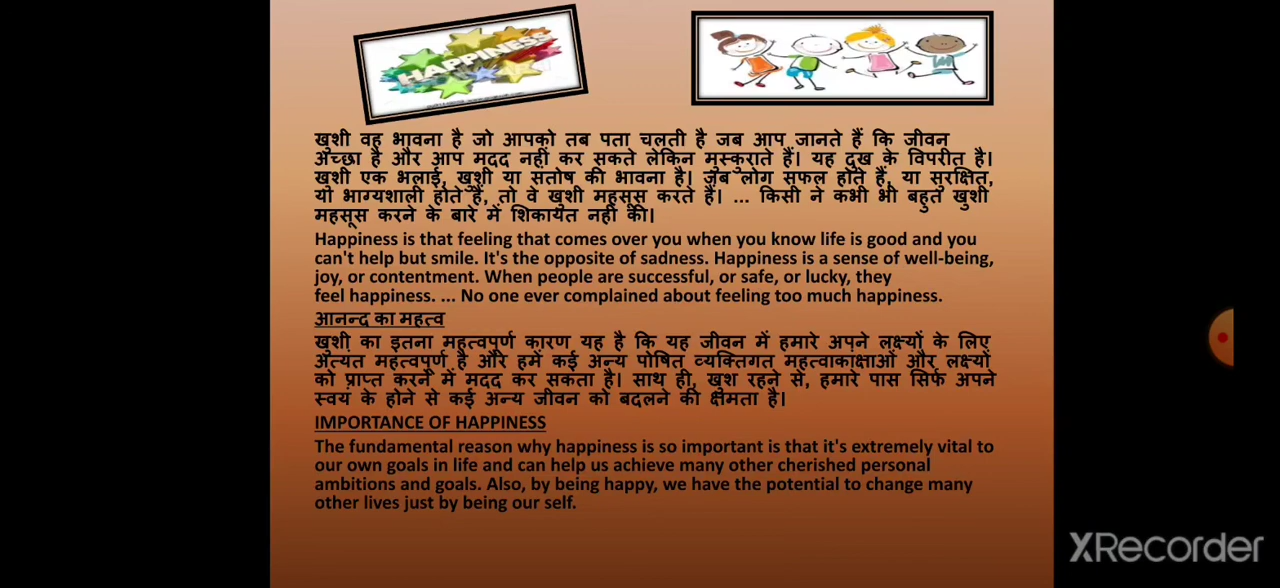 HAPPINESS
खुशी वह भावना है जो आपको तब पता चलती है जब आप जानते हैं कि जीवन
अच्छा है और आप मदद नहीं कर सकते लेकिन मुस्कुराते हैं। यह दुख के विपरीत है।
खुशी एक भलाई, खुशी या संतोष की भावना है। जब लोग सफल होते हैं, या सुरक्षित,
या भाग्यशाली होते हैं, तो वे खुशी महसूस करते हैं। ... किसी ने कभी भी बहुत खुशी
महसूस करने के बारे में शिकायत नहीं की।
Happiness is that feeling that comes over you when you know life is good and you
can't help but smile. It's the opposite of sadness. Happiness is a sense of well-being,
joy, or contentment. When people are successful, or safe, or lucky, they
feel happiness. ... No one ever complained about feeling too much happiness.
आनन्द का महत्व
खुशी का इतना महत्वपूर्ण कारण यह है कि यह जीवन में हमारे अपने लक्ष्यों के लिए
अत्यंत महत्वपूर्ण है और हमें कई अन्य पोषित व्यक्तिगत महत्वाकांक्षाओं और लक्ष्यों
को प्राप्त करने में मदद कर सकता है। साथ ही, खुश रहने से, हमारे पास सिर्फ अपने
स्वयं के होने से कई अन्य जीवन को बदलने की क्षमता है।
IMPORTANCE OF HAPPINESS
The fundamental reason why happiness is so important is that it's extremely vital to
our own goals in life and can help us achieve many other cherished personal
ambitions and goals. Also, by being happy, we have the potential to change many
other lives just by being our self.
XRecorder